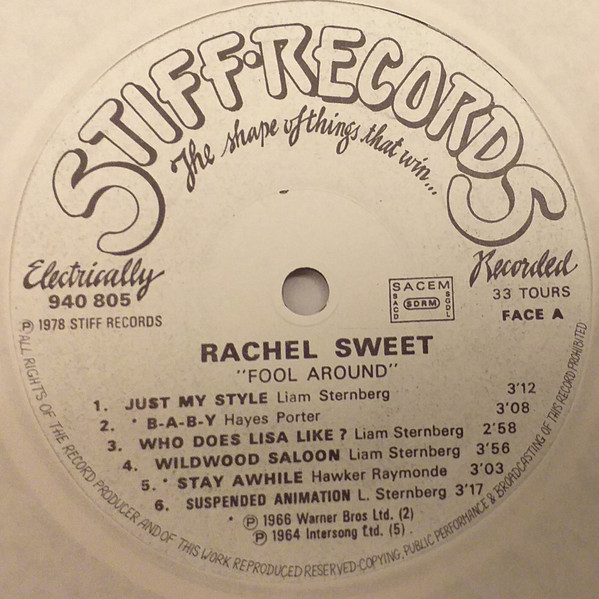 STIFF·RECORDS
The shape of things that win...
Electrically
940 805
℗ 1978 STIFF RECORDS
SACEM
SACD
SDRM
SGDL
Recorded
33 TOURS
FACE A
RACHEL SWEET
"FOOL AROUND"
1. JUST MY STYLE Liam Sternberg 3'12
2. * B-A-B-Y Hayes Porter 3'08
3. WHO DOES LISA LIKE ? Liam Sternberg 2'58
4. WILDWOOD SALOON Liam Sternberg 3'56
5. * STAY AWHILE Hawker Raymonde 3'03
6. SUSPENDED ANIMATION L. Sternberg 3'17
* ℗ 1966 Warner Bros Ltd. (2)
℗ 1964 Intersong Ltd. (5) .
ALL RIGHTS OF THE RECORD PRODUCER AND OF THIS WORK REPRODUCED RESERVED-COPYING, PUBLIC PERFORMANCE & BROADCASTING OF THIS RECORD PROHIBITED